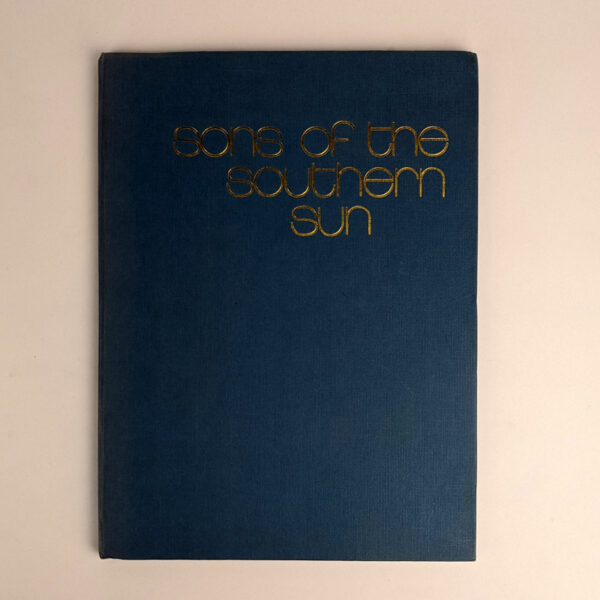 sons of the
southern
sun